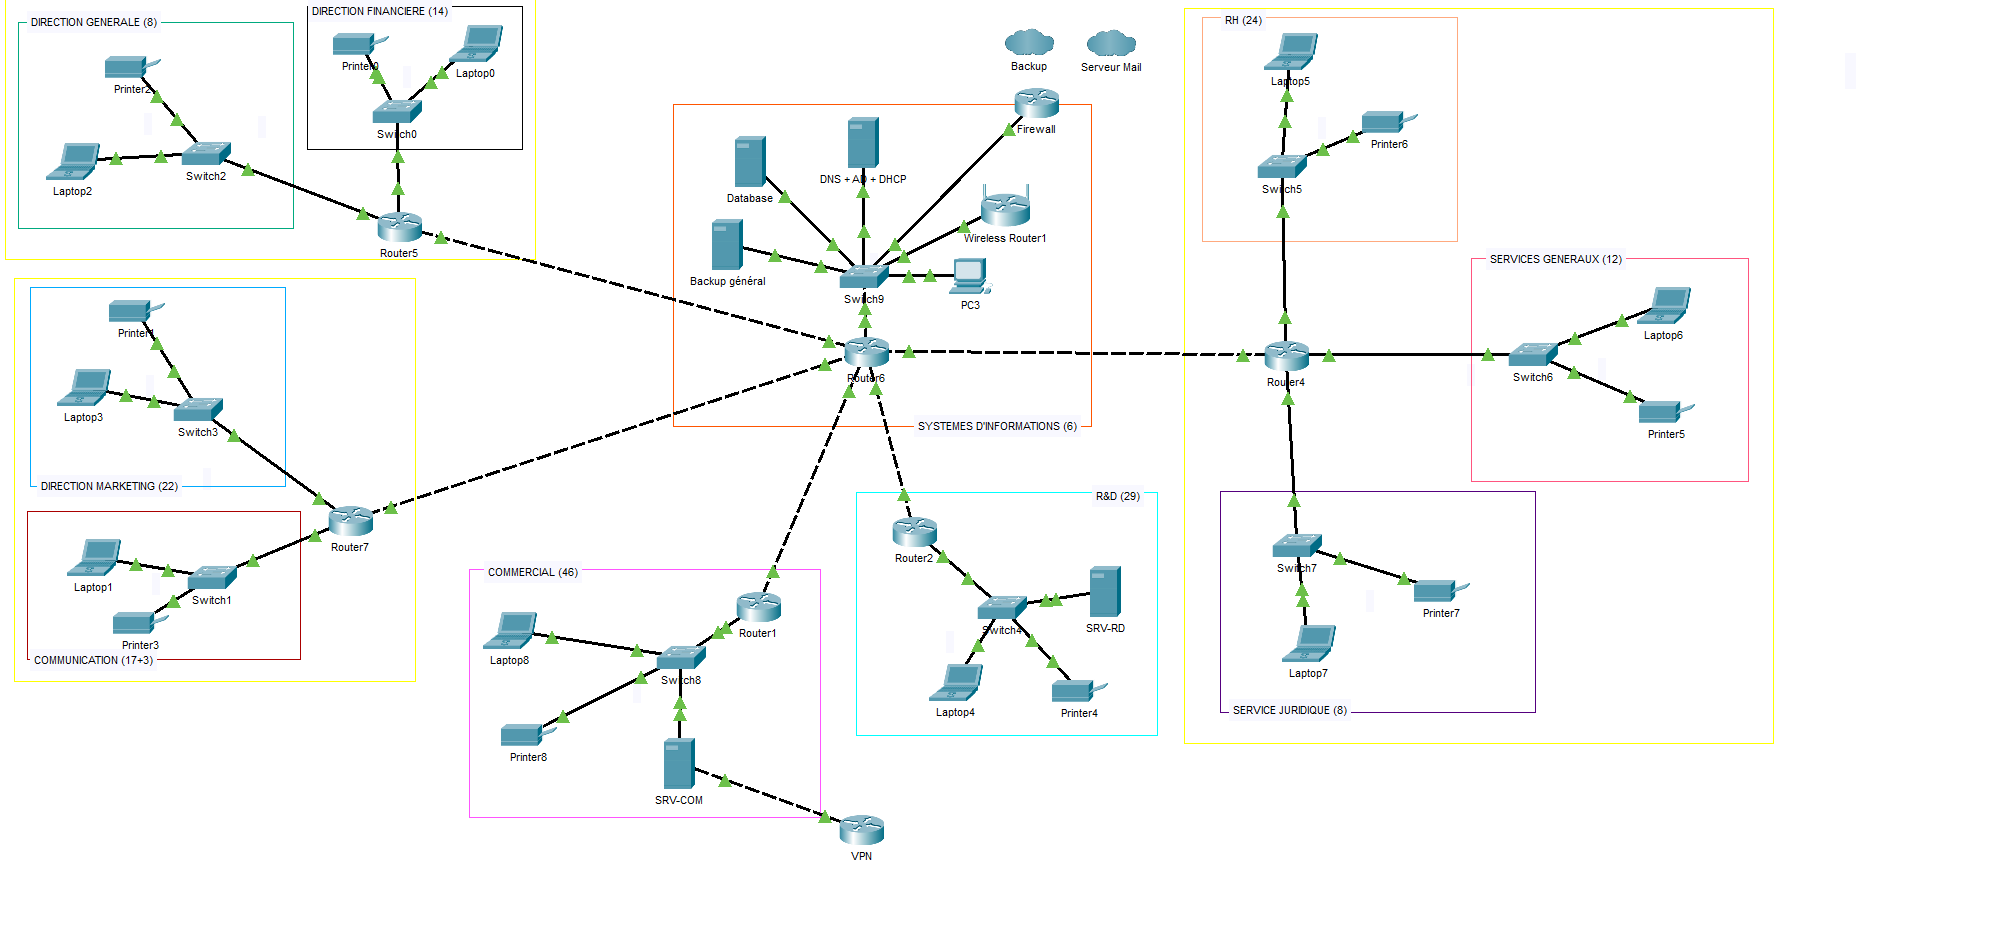 DIRECTION GENERALE (8)
Printer2
Laptop2
Switch2
DIRECTION FINANCIERE (14)
Printer0
Laptop0
Switch0
Router5
Backup
Serveur Mail
Firewall
Database
DNS + AD + DHCP
Wireless Router1
Backup général
Switch9
PC3
Router6
SYSTEMES D'INFORMATIONS (6)
RH (24)
Laptop5
Printer6
Switch5
SERVICES GENERAUX (12)
Laptop6
Switch6
Printer5
Router4
Printer1
Laptop3
Switch3
DIRECTION MARKETING (22)
Router7
Laptop1
Switch1
Printer3
COMMUNICATION (17+3)
COMMERCIAL (46)
Router1
Laptop8
Switch8
Printer8
SRV-COM
VPN
R&D (29)
Router2
Switch4
SRV-RD
Laptop4
Printer4
Switch7
Printer7
Laptop7
SERVICE JURIDIQUE (8)